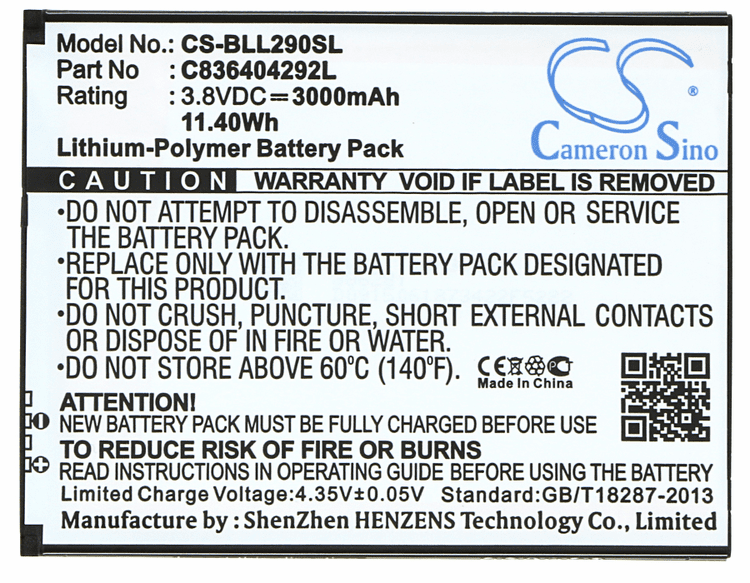 Model No.: CS-BLL290SL
Part No : C836404292L
Rating : 3.8VDC⎓3000mAh
11.40Wh
Lithium-Polymer Battery Pack
CS
®
Cameron Sino
CAUTION WARRANTY VOID IF LABEL IS REMOVED
•DO NOT ATTEMPT TO DISASSEMBLE, OPEN OR SERVICE
THE BATTERY PACK.
•REPLACE ONLY WITH THE BATTERY PACK DESIGNATED
FOR THIS PRODUCT.
•DO NOT CRUSH, PUNCTURE, SHORT EXTERNAL CONTACTS
OR DISPOSE OF IN FIRE OR WATER.
•DO NOT STORE ABOVE 60°C (140°F).
CE
Made In China
ATTENTION!
NEW BATTERY PACK MUST BE FULLY CHARGED BEFORE USE
TO REDUCE RISK OF FIRE OR BURNS
READ INSTRUCTIONS IN REPLACING OR USING THE BATTERY
Limited Charge Voltage:4.35V±0.05V Standard:GB/T18287-2013
Manufacture by : ShenZhen HENZENS Technology Co., Limited